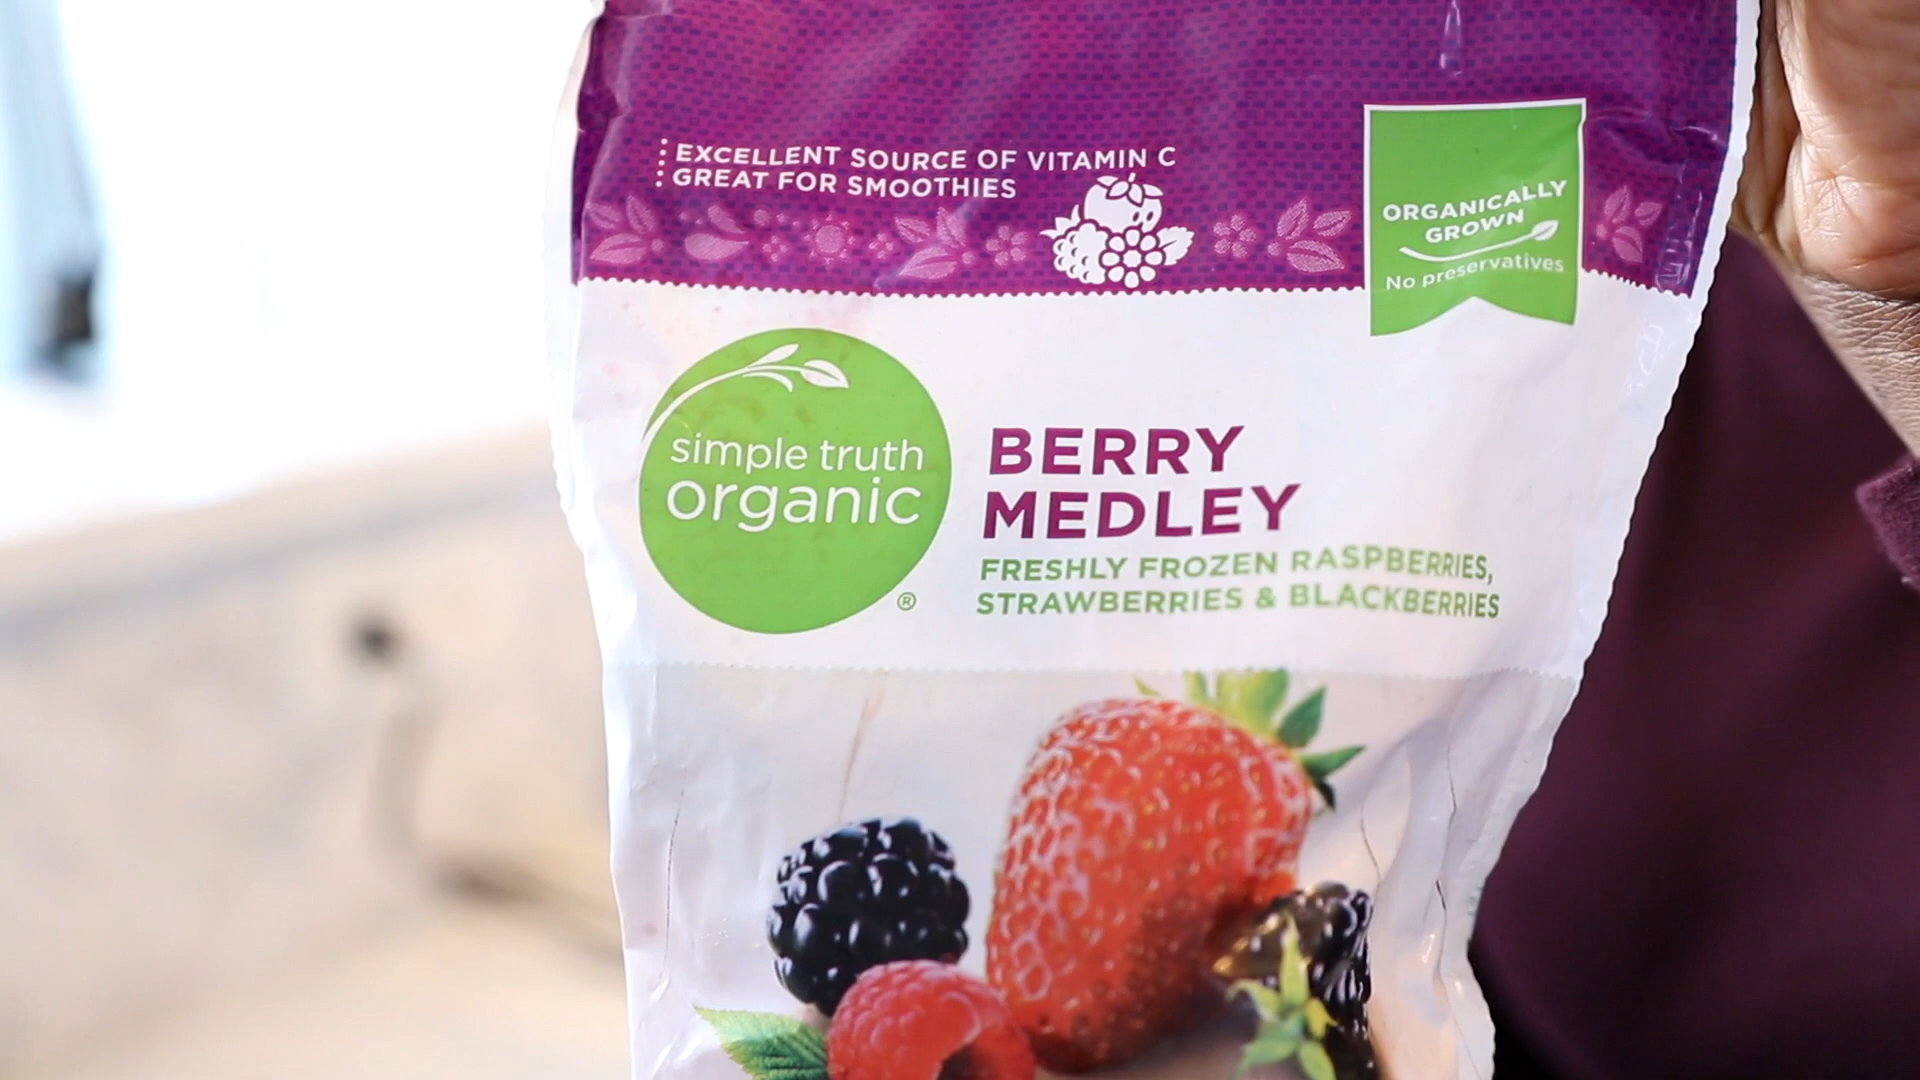 EXCELLENT SOURCE OF VITAMIN C
GREAT FOR SMOOTHIES
ORGANICALLY
GROWN
No preservatives
simple truth
organic
®
BERRY
MEDLEY
FRESHLY FROZEN RASPBERRIES,
STRAWBERRIES & BLACKBERRIES